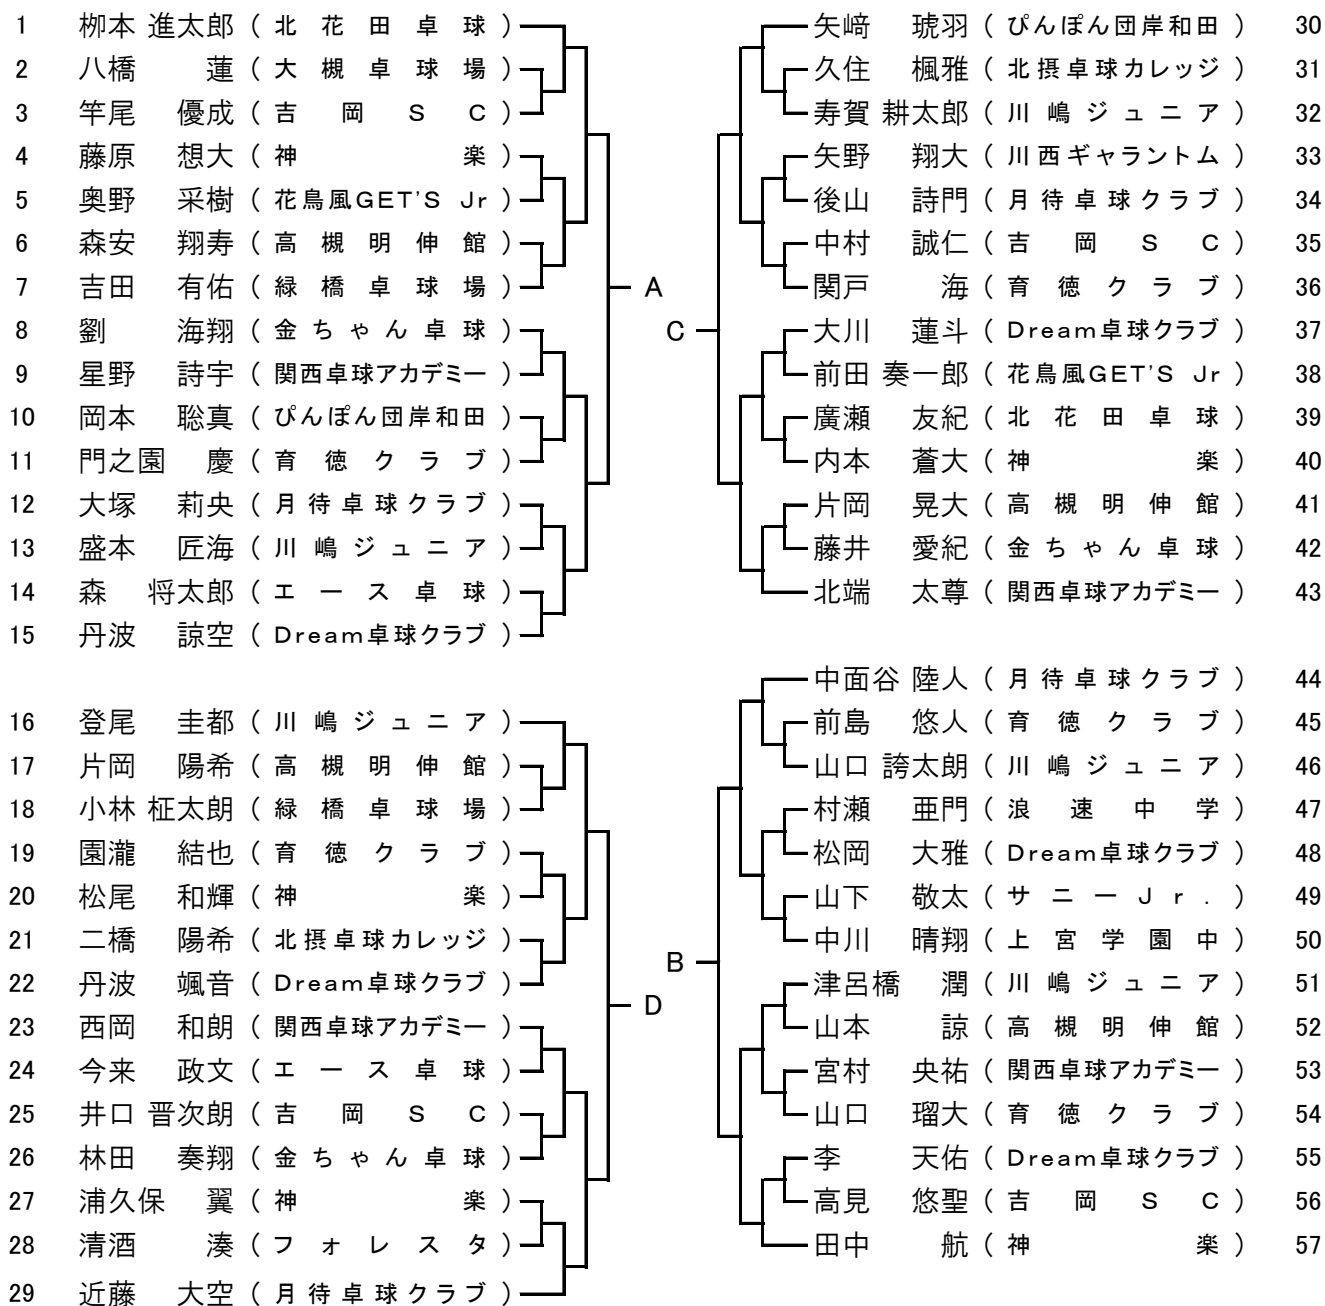 1 栁本 進太郎 ( 北花田卓球 )
2 八橋 蓮 ( 大槻卓球場 )
3 竿尾 優成 ( 吉岡SC )
4 藤原 想大 ( 神楽 )
5 奥野 采樹 ( 花鳥風GET'S Jr )
6 森安 翔寿 ( 高槻明伸館 )
7 吉田 有佑 ( 緑橋卓球場 )
A
8 劉 海翔 ( 金ちゃん卓球 )
9 星野 詩宇 ( 関西卓球アカデミー )
10 岡本 聡真 ( ぴんぽん団岸和田 )
11 門之園 慶 ( 育徳クラブ )
12 大塚 莉央 ( 月待卓球クラブ )
13 盛本 匠海 ( 川嶋ジュニア )
14 森 将太郎 ( エース卓球 )
15 丹波 諒空 ( Dream卓球クラブ )
16 登尾 圭都 ( 川嶋ジュニア )
17 片岡 陽希 ( 高槻明伸館 )
18 小林 柾太朗 ( 緑橋卓球場 )
19 園瀧 結也 ( 育徳クラブ )
20 松尾 和輝 ( 神楽 )
21 二橋 陽希 ( 北摂卓球カレッジ )
22 丹波 颯音 ( Dream卓球クラブ )
D
23 西岡 和朗 ( 関西卓球アカデミー )
24 今来 政文 ( エース卓球 )
25 井口 晋次朗 ( 吉岡SC )
26 林田 奏翔 ( 金ちゃん卓球 )
27 浦久保 翼 ( 神楽 )
28 清酒 湊 ( フォレスタ )
29 近藤 大空 ( 月待卓球クラブ )
矢﨑 琥羽 ( ぴんぽん団岸和田 ) 30
久住 楓雅 ( 北摂卓球カレッジ ) 31
寿賀 耕太郎 ( 川嶋ジュニア ) 32
矢野 翔大 ( 川西ギャラントム ) 33
後山 詩門 ( 月待卓球クラブ ) 34
中村 誠仁 ( 吉岡SC ) 35
関戸 海 ( 育徳クラブ ) 36
C
大川 蓮斗 ( Dream卓球クラブ ) 37
前田 奏一郎 ( 花鳥風GET'S Jr ) 38
廣瀬 友紀 ( 北花田卓球 ) 39
内本 蒼大 ( 神楽 ) 40
片岡 晃大 ( 高槻明伸館 ) 41
藤井 愛紀 ( 金ちゃん卓球 ) 42
北端 太尊 ( 関西卓球アカデミー ) 43
中面谷 陸人 ( 月待卓球クラブ ) 44
前島 悠人 ( 育徳クラブ ) 45
山口 誇太朗 ( 川嶋ジュニア ) 46
村瀬 亜門 ( 浪速中学 ) 47
松岡 大雅 ( Dream卓球クラブ ) 48
山下 敬太 ( サニーJr. ) 49
中川 晴翔 ( 上宮学園中 ) 50
B
津呂橋 潤 ( 川嶋ジュニア ) 51
山本 諒 ( 高槻明伸館 ) 52
宮村 央祐 ( 関西卓球アカデミー ) 53
山口 瑠大 ( 育徳クラブ ) 54
李 天佑 ( Dream卓球クラブ ) 55
高見 悠聖 ( 吉岡SC ) 56
田中 航 ( 神楽 ) 57